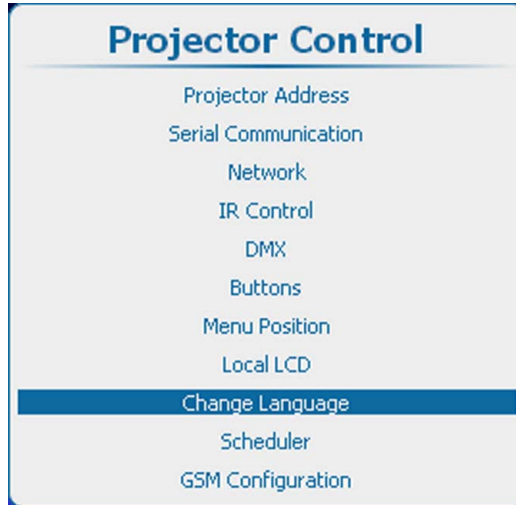 Projector Control
Projector Address
Serial Communication
Network
IR Control
DMX
Buttons
Menu Position
Local LCD
Change Language
Scheduler
GSM Configuration